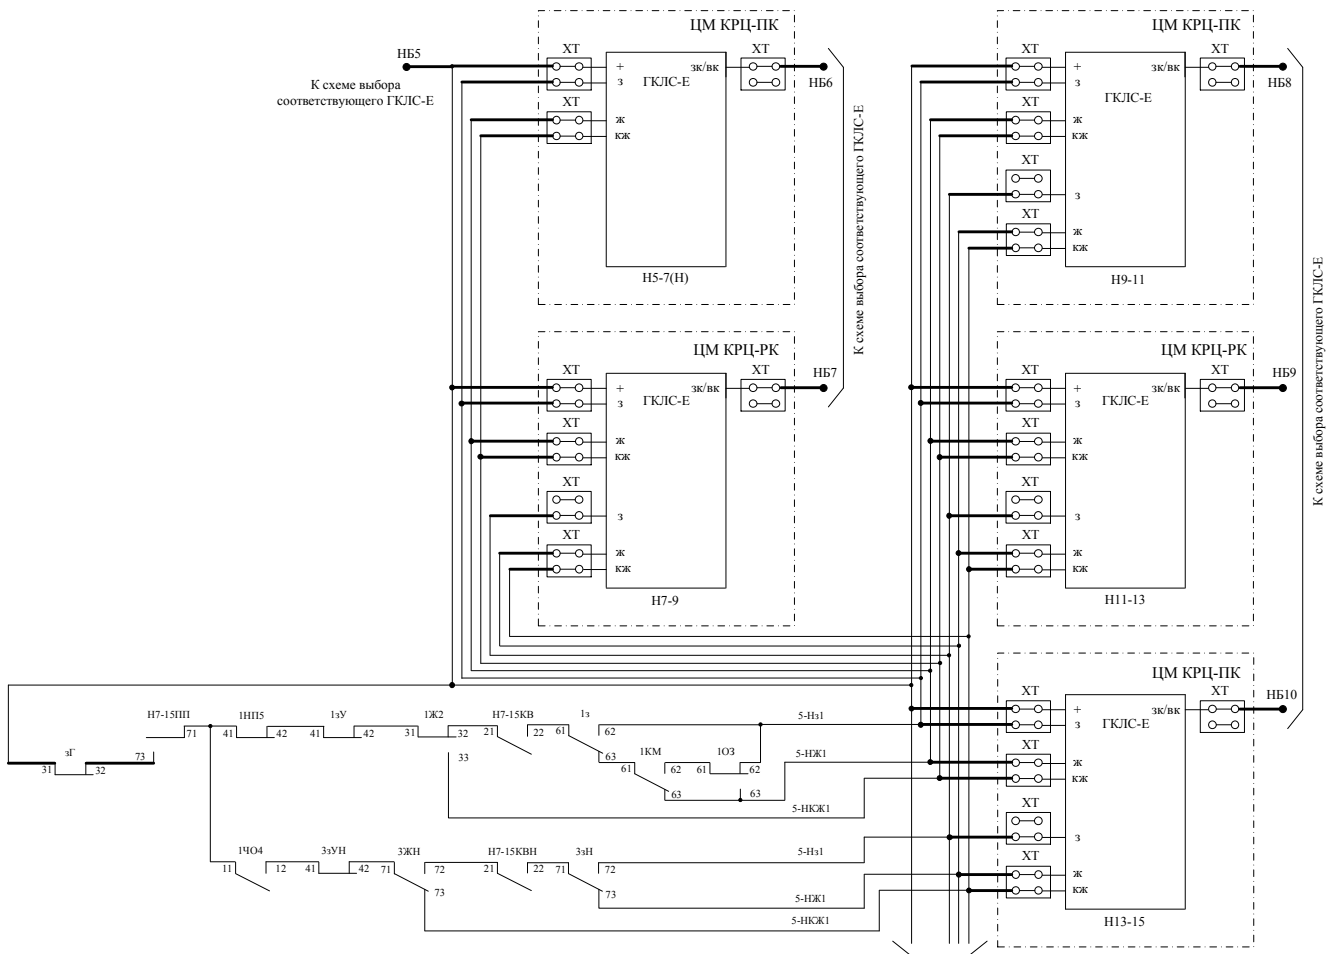 ЦМ КРЦ-ПК
ХТ
ХТ
НБ5
+
зк/вк
з
ГКЛС-Е
НБ6
К схеме выбора
соответствующего ГКЛС-Е
ХТ
ж
кж
Н5-7(Н)
К схеме выбора соответствующего ГКЛС-Е
ЦМ КРЦ-РК
ХТ
ХТ
+
зк/вк
з
ГКЛС-Е
НБ7
ХТ
ж
кж
ХТ
з
ХТ
ж
кж
Н7-9
ЦМ КРЦ-ПК
ХТ
ХТ
+
зк/вк
з
ГКЛС-Е
НБ8
ХТ
ж
кж
ХТ
з
ХТ
ж
кж
Н9-11
К схеме выбора соответствующего ГКЛС-Е
ЦМ КРЦ-РК
ХТ
ХТ
+
зк/вк
з
ГКЛС-Е
НБ9
ХТ
ж
кж
ХТ
з
ХТ
ж
кж
Н11-13
ЦМ КРЦ-ПК
ХТ
ХТ
+
зк/вк
з
ГКЛС-Е
НБ10
ХТ
ж
кж
ХТ
з
ХТ
ж
кж
Н13-15
зГ
31 32
Н7-15ПП
71
73
1НП5
41 42
1зУ
41 42
1Ж2
31 32
33
Н7-15КВ
21 22
1з
61 62
63
1КМ
61 62
63
1ОЗ
61 62
63
5-Нз1
5-НЖ1
5-НКЖ1
1ЧО4
11 12
3зУН
41 42
3ЖН
71 72
73
Н7-15КВН
21 22
3зН
71 72
73
5-Нз1
5-НЖ1
5-НКЖ1